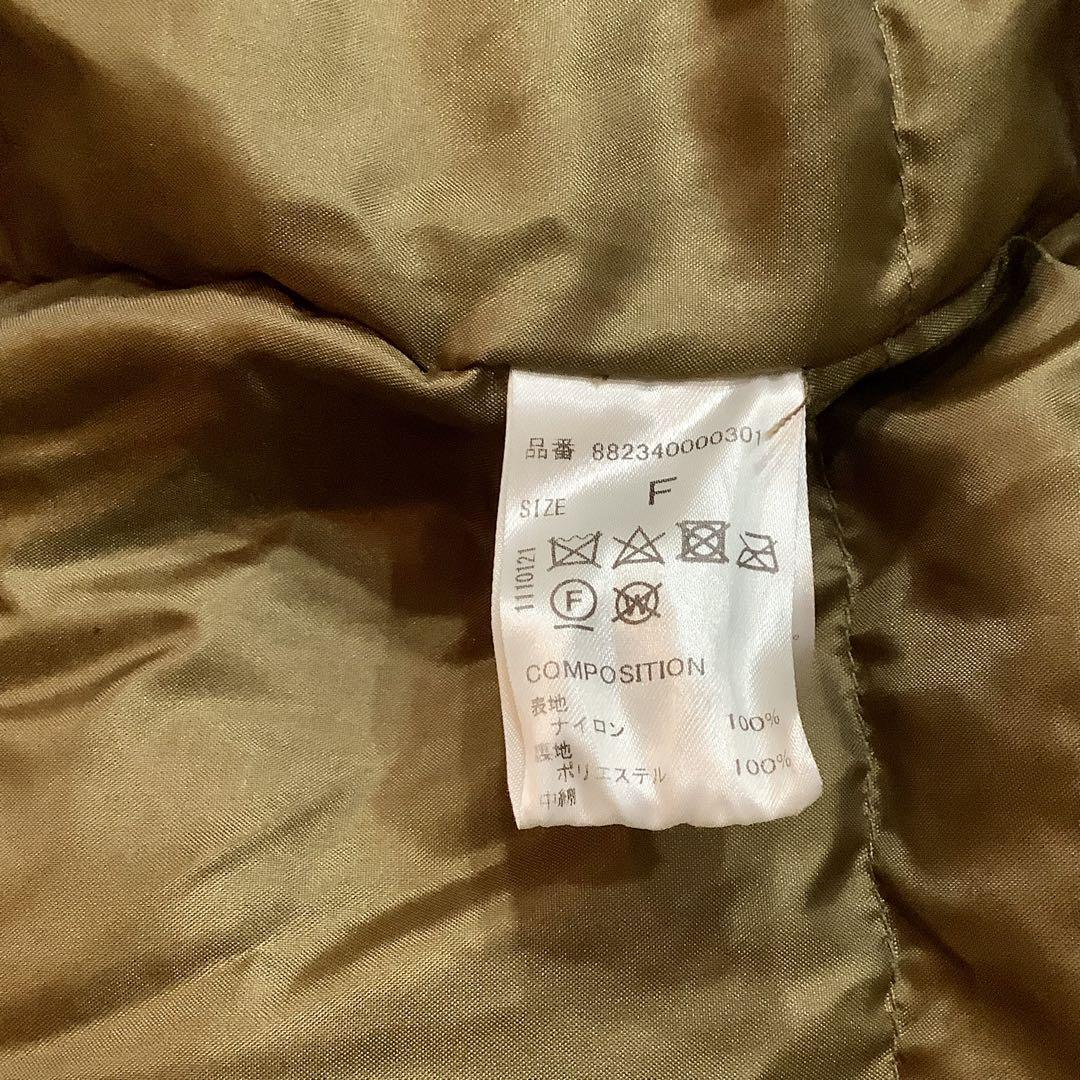 品番 882340000301
SIZE F
1110121
F
W
COMPOSITION
表地
ナイロン 100%
裏地
ポリエステル 100%
中綿